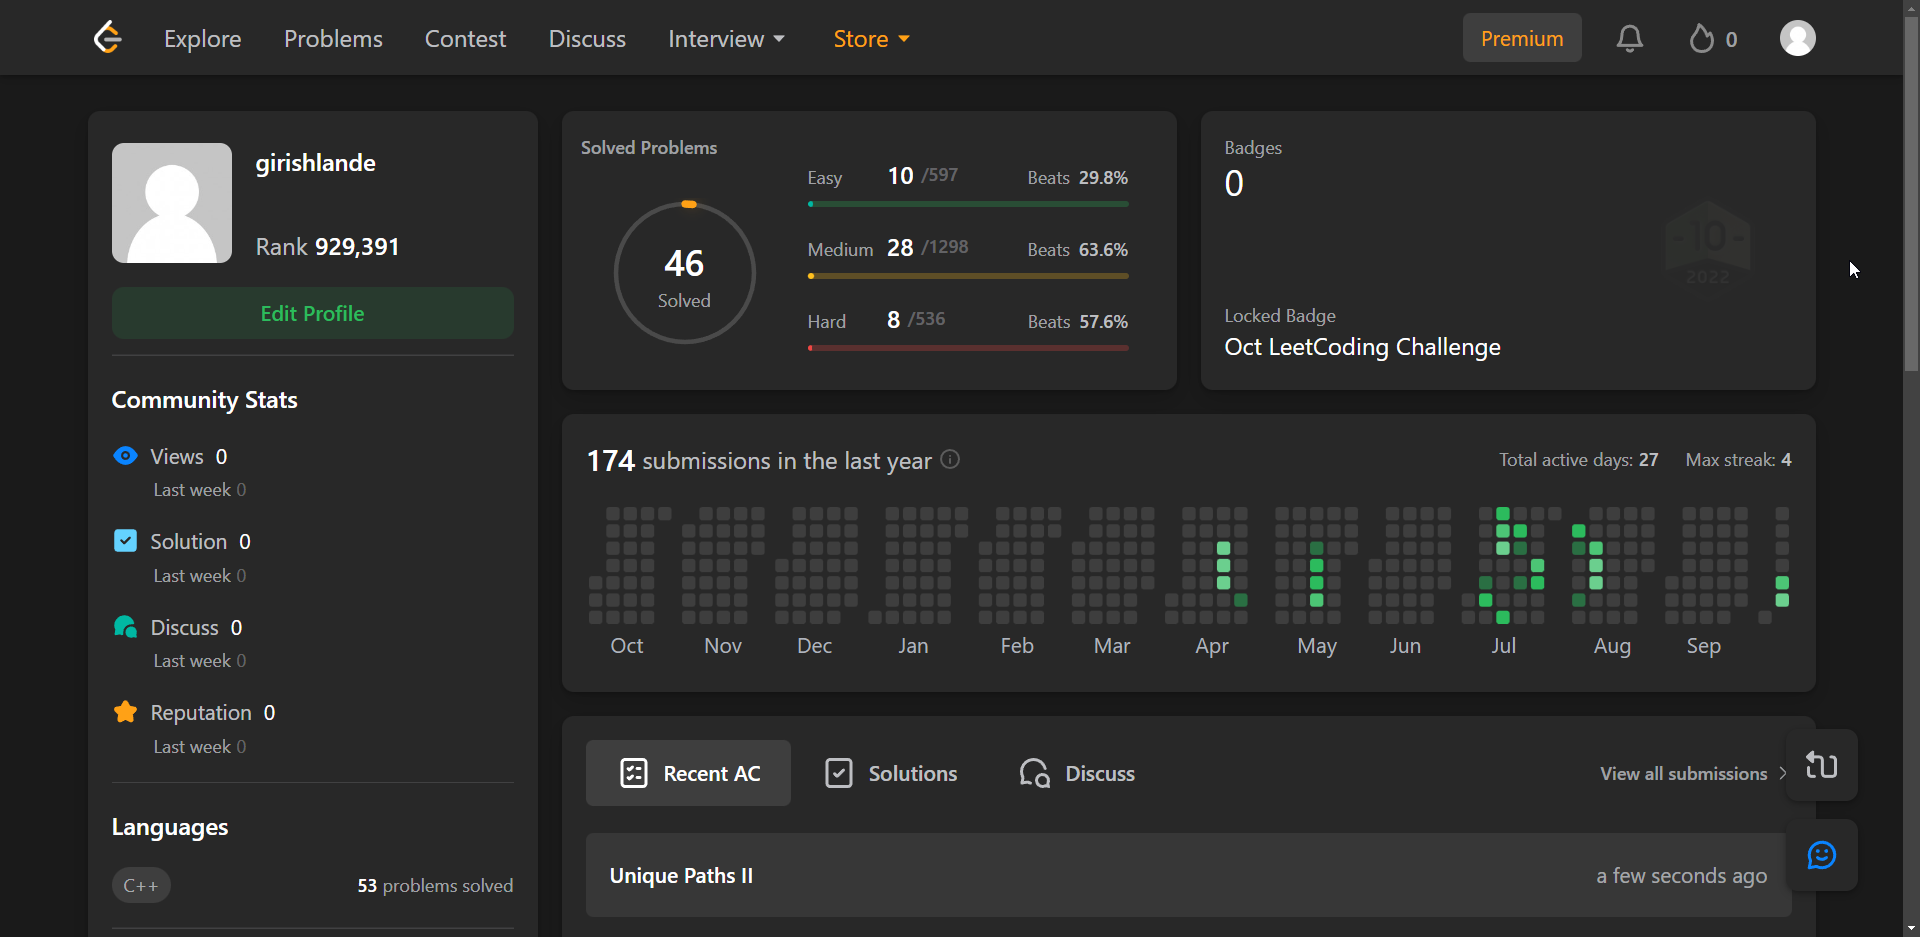 Explore Problems Contest Discuss Interview Store Premium 0
girishlande
Rank 929,391
Edit Profile
Community Stats
Views 0
Last week 0
Solution 0
Last week 0
Discuss 0
Last week 0
Reputation 0
Last week 0
Languages
C++ 53 problems solved
Solved Problems
46
Solved
Easy 10 /597 Beats 29.8%
Medium 28 /1298 Beats 63.6%
Hard 8 /536 Beats 57.6%
Badges
0
10
2022
Locked Badge
Oct LeetCoding Challenge
174 submissions in the last year Total active days: 27 Max streak: 4
Oct Nov Dec Jan Feb Mar Apr May Jun Jul Aug Sep
Recent AC Solutions Discuss View all submissions
Unique Paths II a few seconds ago